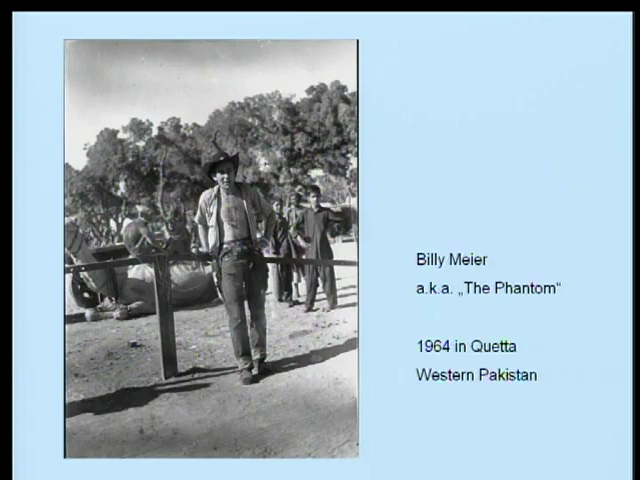 Billy Meier
a.k.a. „The Phantom“
1964 in Quetta
Western Pakistan